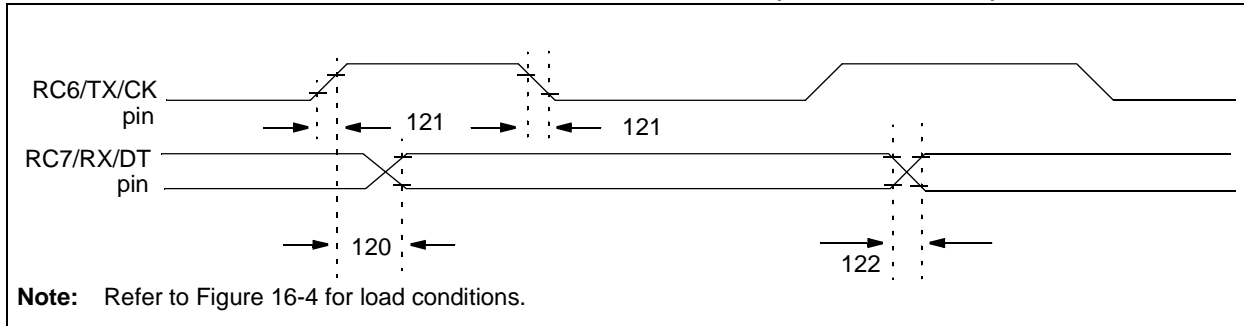 RC6/TX/CK
pin
121
121
RC7/RX/DT
pin
120
122
Note: Refer to Figure 16-4 for load conditions.